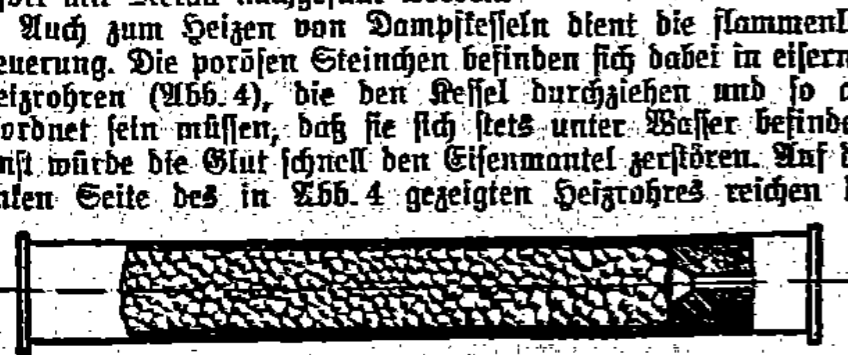 Auch zum Heizen von Dampfkesseln dient die flammenl
euerung. Die porösen Steinchen befinden sich dabei in eisern
eizrohren (Abb. 4), die den Kessel durchziehen und so a
ordnet sein müssen, daß sie sich stets unter Wasser befinde
nst würde die Glut schnell den Eisenmantel zerstören. Auf d
nken Seite des in Abb. 4 gezeigten Heizrohres reichen